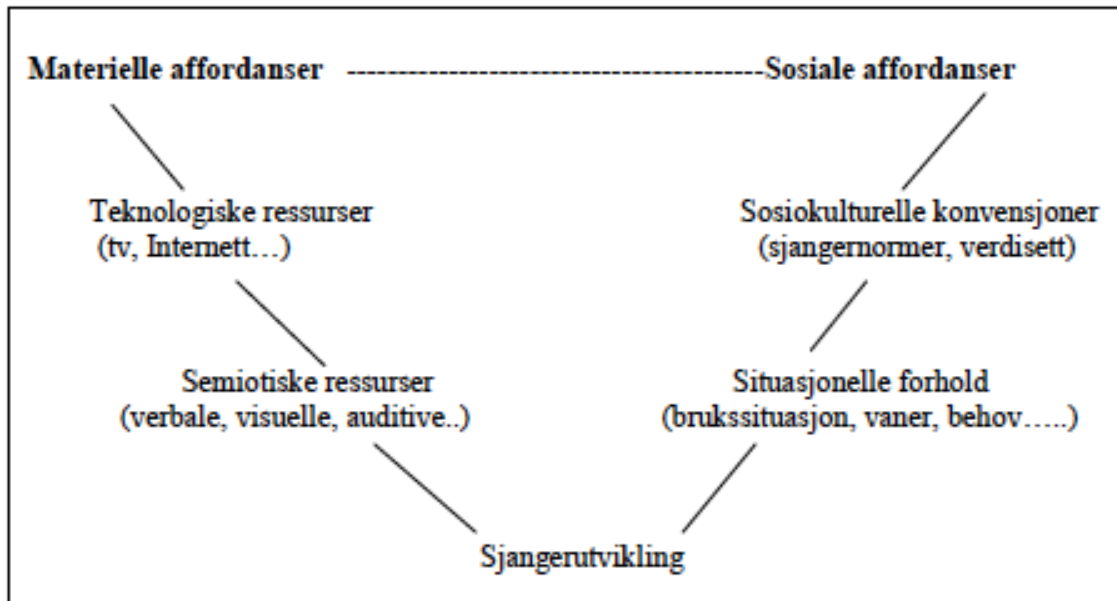 Materielle affordanser -----------------------------------------Sosiale affordanser
Teknologiske ressurser
(tv, Internett…)
Sosiokulturelle konvensjoner
(sjangernormer, verdisett)
Semiotiske ressurser
(verbale, visuelle, auditive..)
Situasjonelle forhold
(brukssituasjon, vaner, behov…..)
Sjangerutvikling